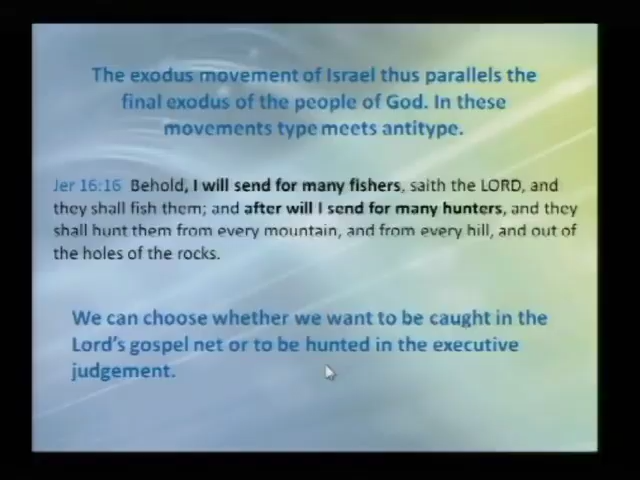 The exodus movement of Israel thus parallels the
final exodus of the people of God. In these
movements type meets antitype.
Jer 16:16 Behold, I will send for many fishers, saith the LORD, and
they shall fish them; and after will I send for many hunters, and they
shall hunt them from every mountain, and from every hill, and out of
the holes of the rocks.
We can choose whether we want to be caught in the
Lord's gospel net or to be hunted in the executive
judgement.